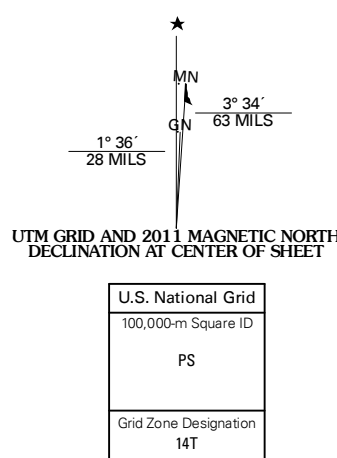 ★
MN
3° 34´
63 MILS
GN
1° 36´
28 MILS
UTM GRID AND 2011 MAGNETIC NORTH
DECLINATION AT CENTER OF SHEET
U.S. National Grid
100,000-m Square ID
PS
Grid Zone Designation
14T